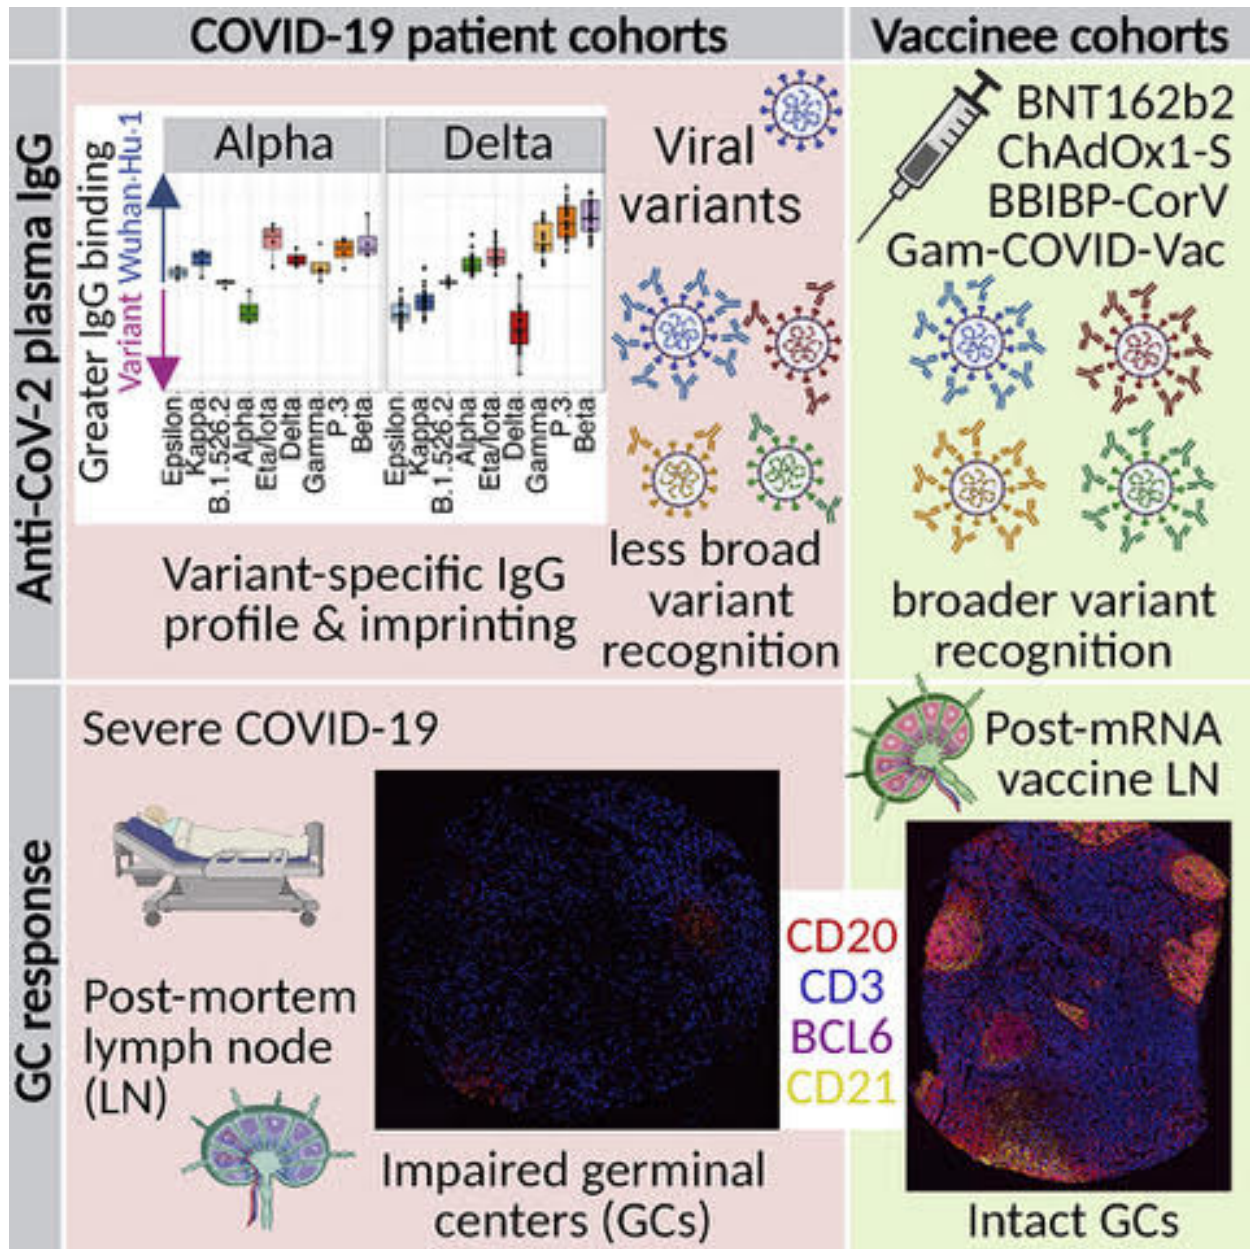 COVID-19 patient cohorts
Vaccinee cohorts
Anti-CoV-2 plasma IgG
Greater IgG binding
Variant Wuhan-Hu-1
Alpha
Delta
Epsilon
Kappa
B.1.526.2
Alpha
Eta/Iota
Delta
Gamma
P.3
Beta
Epsilon
Kappa
B.1.526.2
Alpha
Eta/Iota
Delta
Gamma
P.3
Beta
Variant-specific IgG
profile & imprinting
Viral
variants
less broad
variant
recognition
BNT162b2
ChAdOx1-S
BBIBP-CorV
Gam-COVID-Vac
broader variant
recognition
GC response
Severe COVID-19
Post-mortem
lymph node
(LN)
Impaired germinal
centers (GCs)
CD20
CD3
BCL6
CD21
Post-mRNA
vaccine LN
Intact GCs